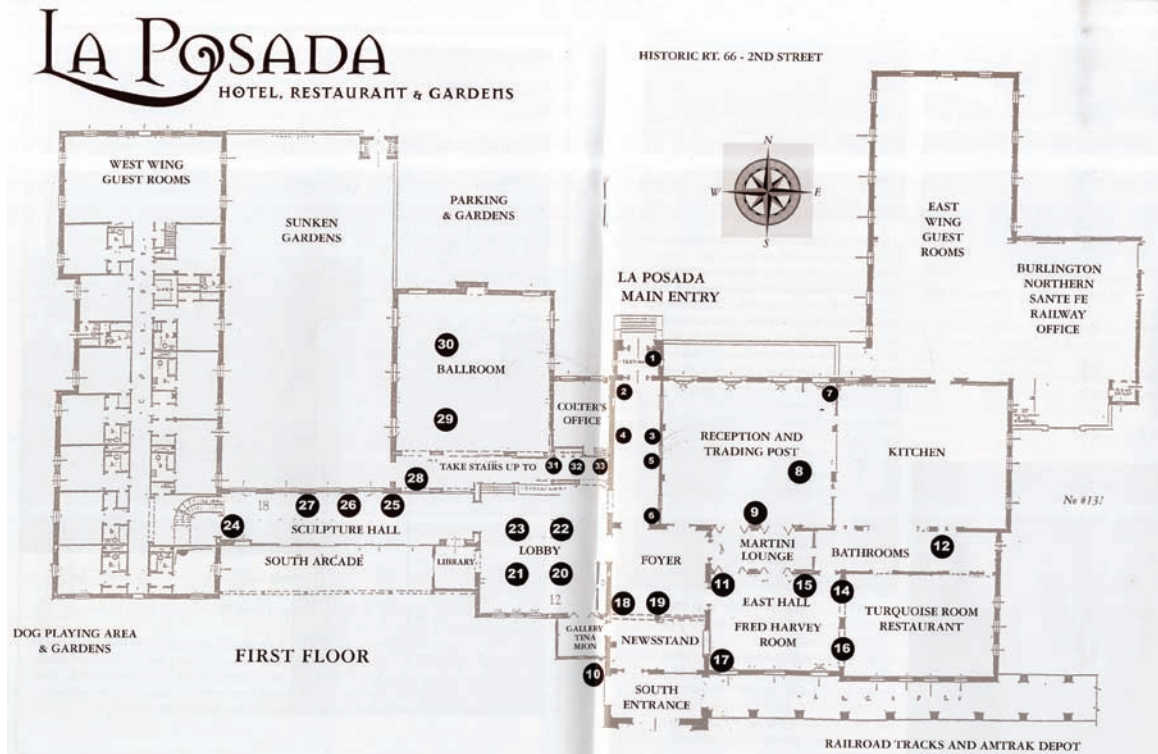 LA POSADA
HOTEL, RESTAURANT & GARDENS
HISTORIC RT. 66 - 2ND STREET
WEST WING
GUEST ROOMS
SUNKEN
GARDENS
PARKING
& GARDENS
N
W
E
S
EAST
WING
GUEST
ROOMS
BURLINGTON
NORTHERN
SANTE FE
RAILWAY
OFFICE
LA POSADA
MAIN ENTRY
1
30
BALLROOM
29
COLTER'S
OFFICE
2
7
4
3
5
RECEPTION AND
TRADING POST
8
KITCHEN
No #13!
TAKE STAIRS UP TO
31
32
33
28
27
26
25
18
24
SCULPTURE HALL
SOUTH ARCADE
LIBRARY
23
22
LOBBY
21
20
12
6
9
FOYER
MARTINI
LOUNGE
BATHROOMS
12
11
15
14
EAST HALL
TURQUOISE ROOM
RESTAURANT
18
19
FRED HARVEY
ROOM
GALLERY
TINA
MION
NEWSSTAND
17
16
10
SOUTH
ENTRANCE
DOG PLAYING AREA
& GARDENS
FIRST FLOOR
RAILROAD TRACKS AND AMTRAK DEPOT